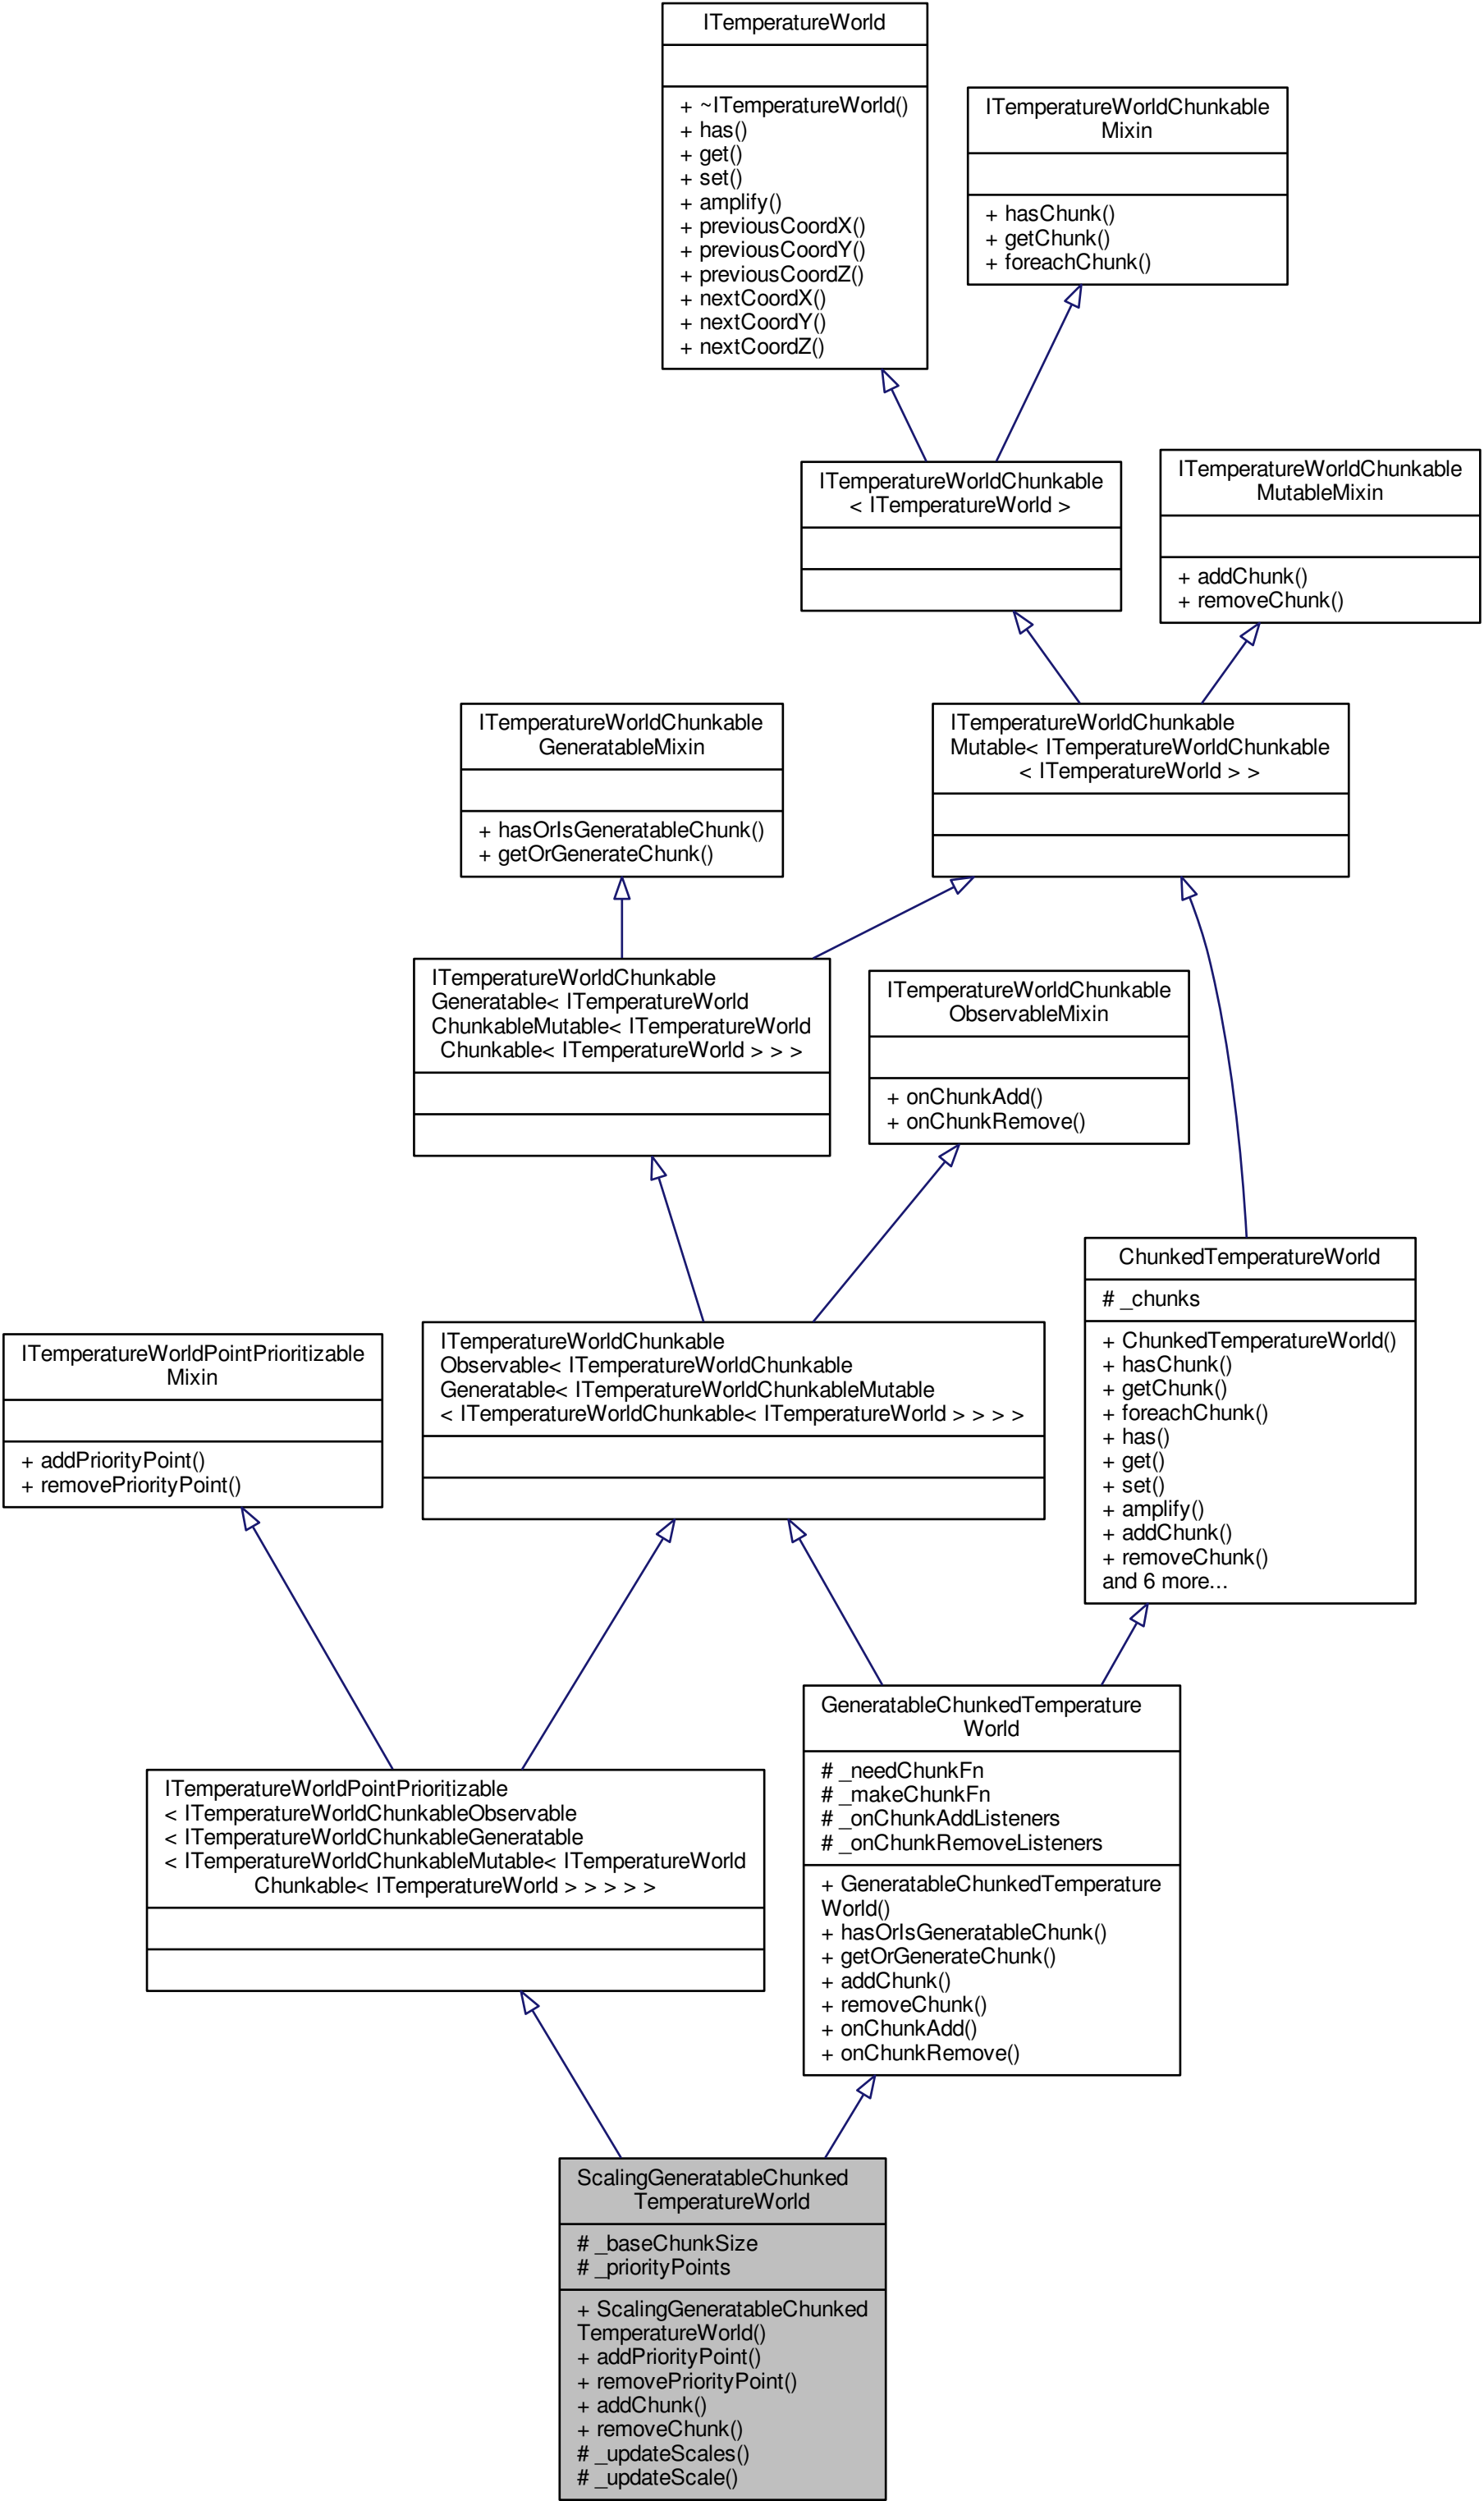 ITemperatureWorld
+ ~ITemperatureWorld()
+ has()
+ get()
+ set()
+ amplify()
+ previousCoordX()
+ previousCoordY()
+ previousCoordZ()
+ nextCoordX()
+ nextCoordY()
+ nextCoordZ()
ITemperatureWorldChunkable
Mixin
+ hasChunk()
+ getChunk()
+ foreachChunk()
ITemperatureWorldChunkable
< ITemperatureWorld >
ITemperatureWorldChunkable
MutableMixin
+ addChunk()
+ removeChunk()
ITemperatureWorldChunkable
GeneratableMixin
+ hasOrIsGeneratableChunk()
+ getOrGenerateChunk()
ITemperatureWorldChunkable
Mutable< ITemperatureWorldChunkable
< ITemperatureWorld > >
ITemperatureWorldChunkable
Generatable< ITemperatureWorld
ChunkableMutable< ITemperatureWorld
Chunkable< ITemperatureWorld > > >
ITemperatureWorldChunkable
ObservableMixin
+ onChunkAdd()
+ onChunkRemove()
ChunkedTemperatureWorld
# _chunks
+ ChunkedTemperatureWorld()
+ hasChunk()
+ getChunk()
+ foreachChunk()
+ has()
+ get()
+ set()
+ amplify()
+ addChunk()
+ removeChunk()
and 6 more...
ITemperatureWorldPointPrioritizable
Mixin
+ addPriorityPoint()
+ removePriorityPoint()
ITemperatureWorldChunkable
Observable< ITemperatureWorldChunkable
Generatable< ITemperatureWorldChunkableMutable
< ITemperatureWorldChunkable< ITemperatureWorld > > > >
GeneratableChunkedTemperature
World
# _needChunkFn
# _makeChunkFn
# _onChunkAddListeners
# _onChunkRemoveListeners
+ GeneratableChunkedTemperature
World()
+ hasOrIsGeneratableChunk()
+ getOrGenerateChunk()
+ addChunk()
+ removeChunk()
+ onChunkAdd()
+ onChunkRemove()
ITemperatureWorldPointPrioritizable
< ITemperatureWorldChunkableObservable
< ITemperatureWorldChunkableGeneratable
< ITemperatureWorldChunkableMutable< ITemperatureWorld
Chunkable< ITemperatureWorld > > > > >
ScalingGeneratableChunked
TemperatureWorld
# _baseChunkSize
# _priorityPoints
+ ScalingGeneratableChunked
TemperatureWorld()
+ addPriorityPoint()
+ removePriorityPoint()
+ addChunk()
+ removeChunk()
# _updateScales()
# _updateScale()